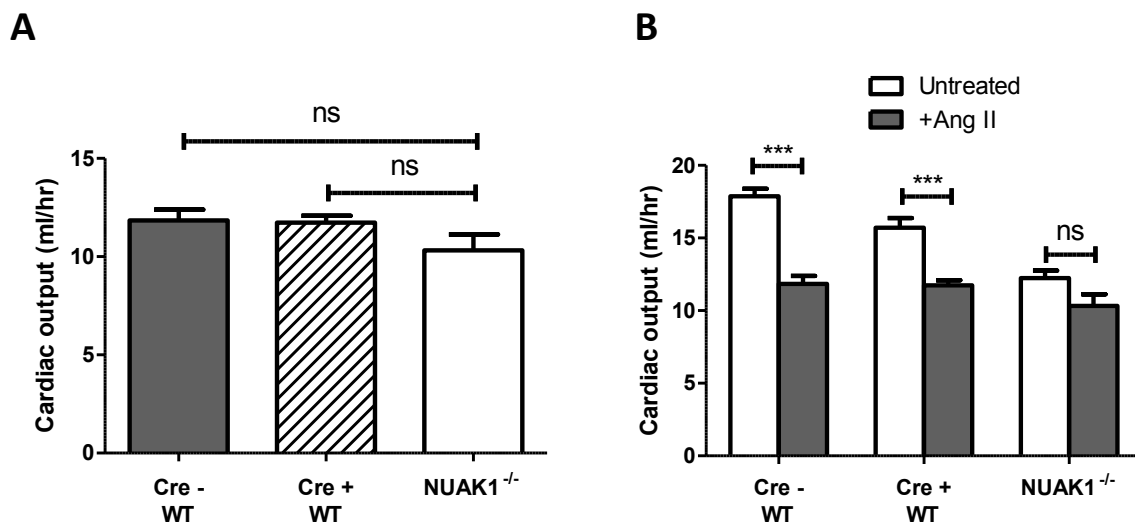 A
ns
ns
15
10
5
0
Cardiac output (ml/hr)
Cre -
WT
Cre +
WT
NUAK1-/-
B
Untreated
+Ang II
***
***
ns
20
15
10
5
0
Cardiac output (ml/hr)
Cre -
WT
Cre +
WT
NUAK1-/-